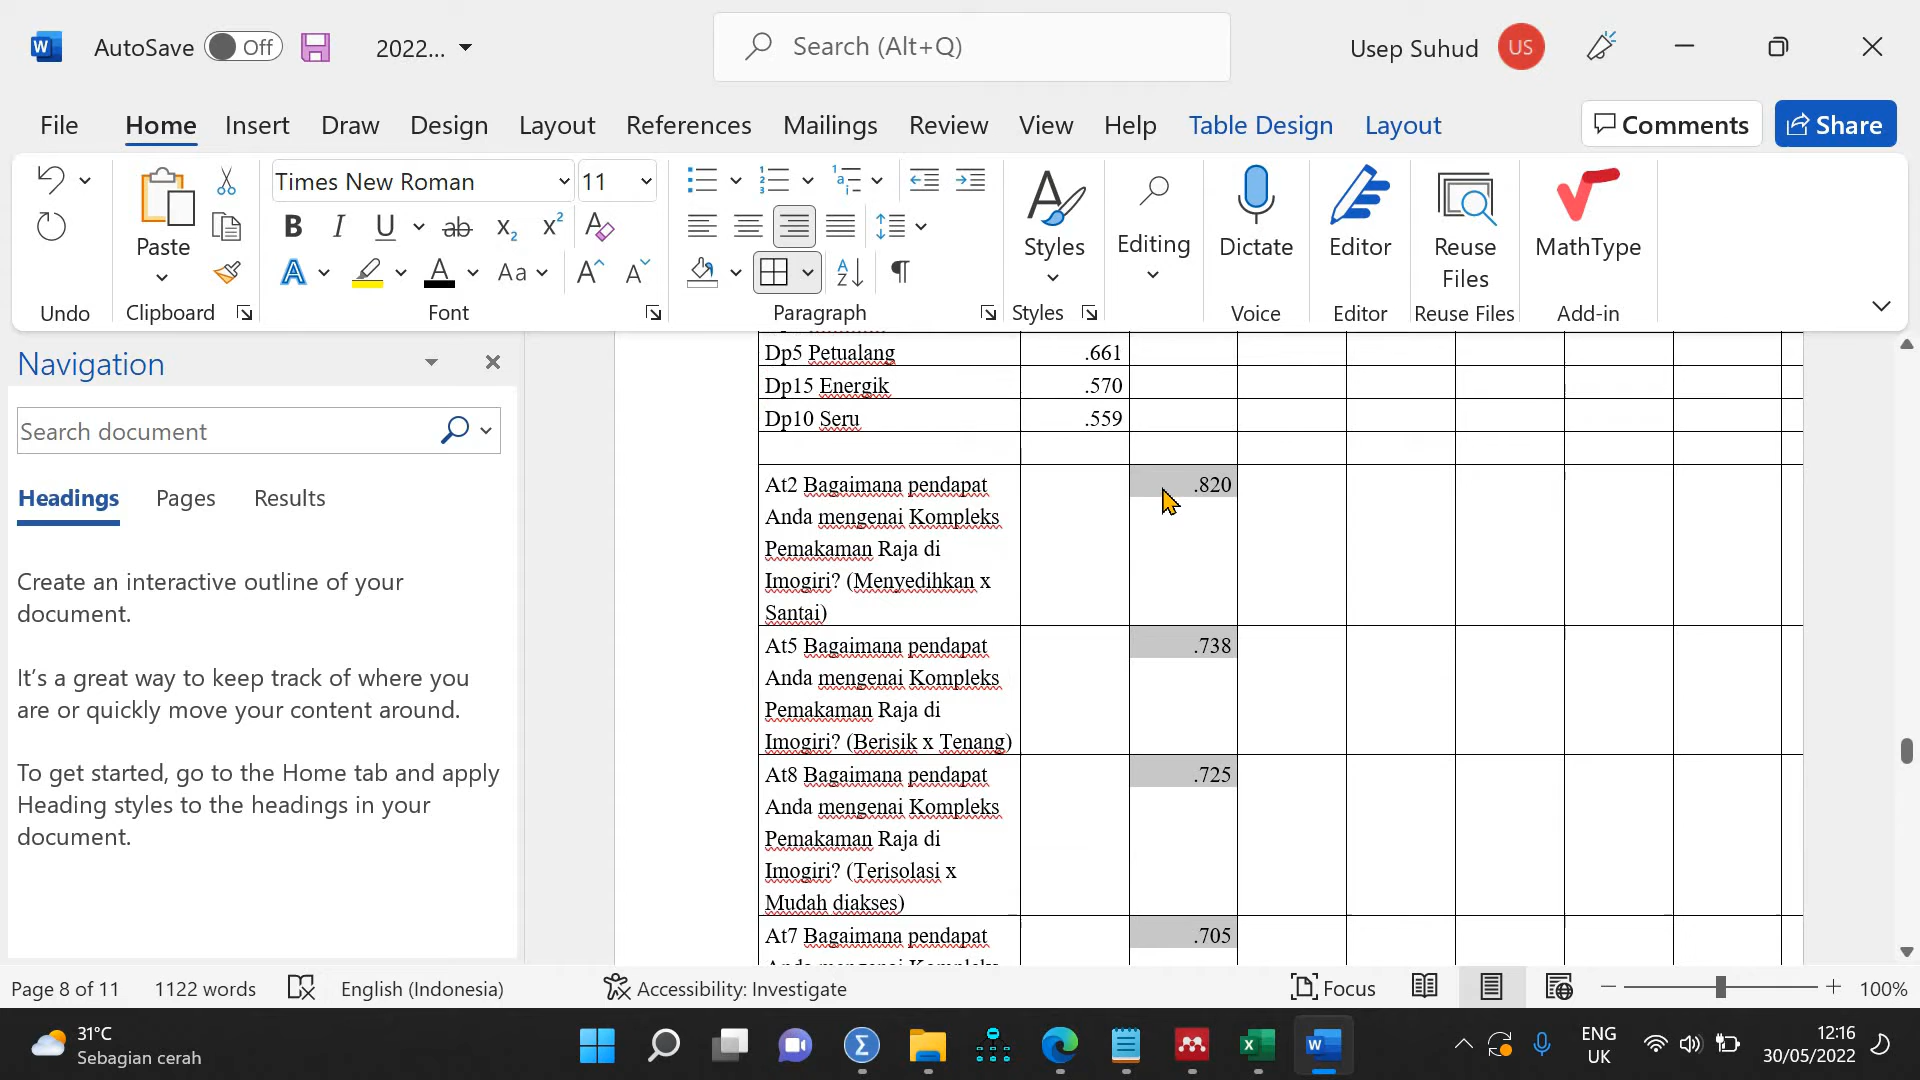 AutoSave Off 2022... Search (Alt+Q) Usep Suhud US
File Home Insert Draw Design Layout References Mailings Review View Help Table Design Layout Comments Share
Paste
Undo
Clipboard
Times New Roman 11
Font
Paragraph
Styles
Styles
Editing
Dictate
Voice
Editor
Editor
Reuse
Files
Reuse Files
MathType
Add-in
Navigation
Search document
Headings Pages Results
Create an interactive outline of your
document.
It's a great way to keep track of where you
are or quickly move your content around.
To get started, go to the Home tab and apply
Heading styles to the headings in your
document.
Dp5 Petualang .661
Dp15 Energik .570
Dp10 Seru .559
At2 Bagaimana pendapat .820
Anda mengenai Kompleks
Pemakaman Raja di
Imogiri? (Menyedihkan x
Santai)
At5 Bagaimana pendapat .738
Anda mengenai Kompleks
Pemakaman Raja di
Imogiri? (Berisik x Tenang)
At8 Bagaimana pendapat .725
Anda mengenai Kompleks
Pemakaman Raja di
Imogiri? (Terisolasi x
Mudah diakses)
At7 Bagaimana pendapat .705
Page 8 of 11 1122 words English (Indonesia) Accessibility: Investigate Focus 100%
31°C
Sebagian cerah
ENG
UK
12:16
30/05/2022